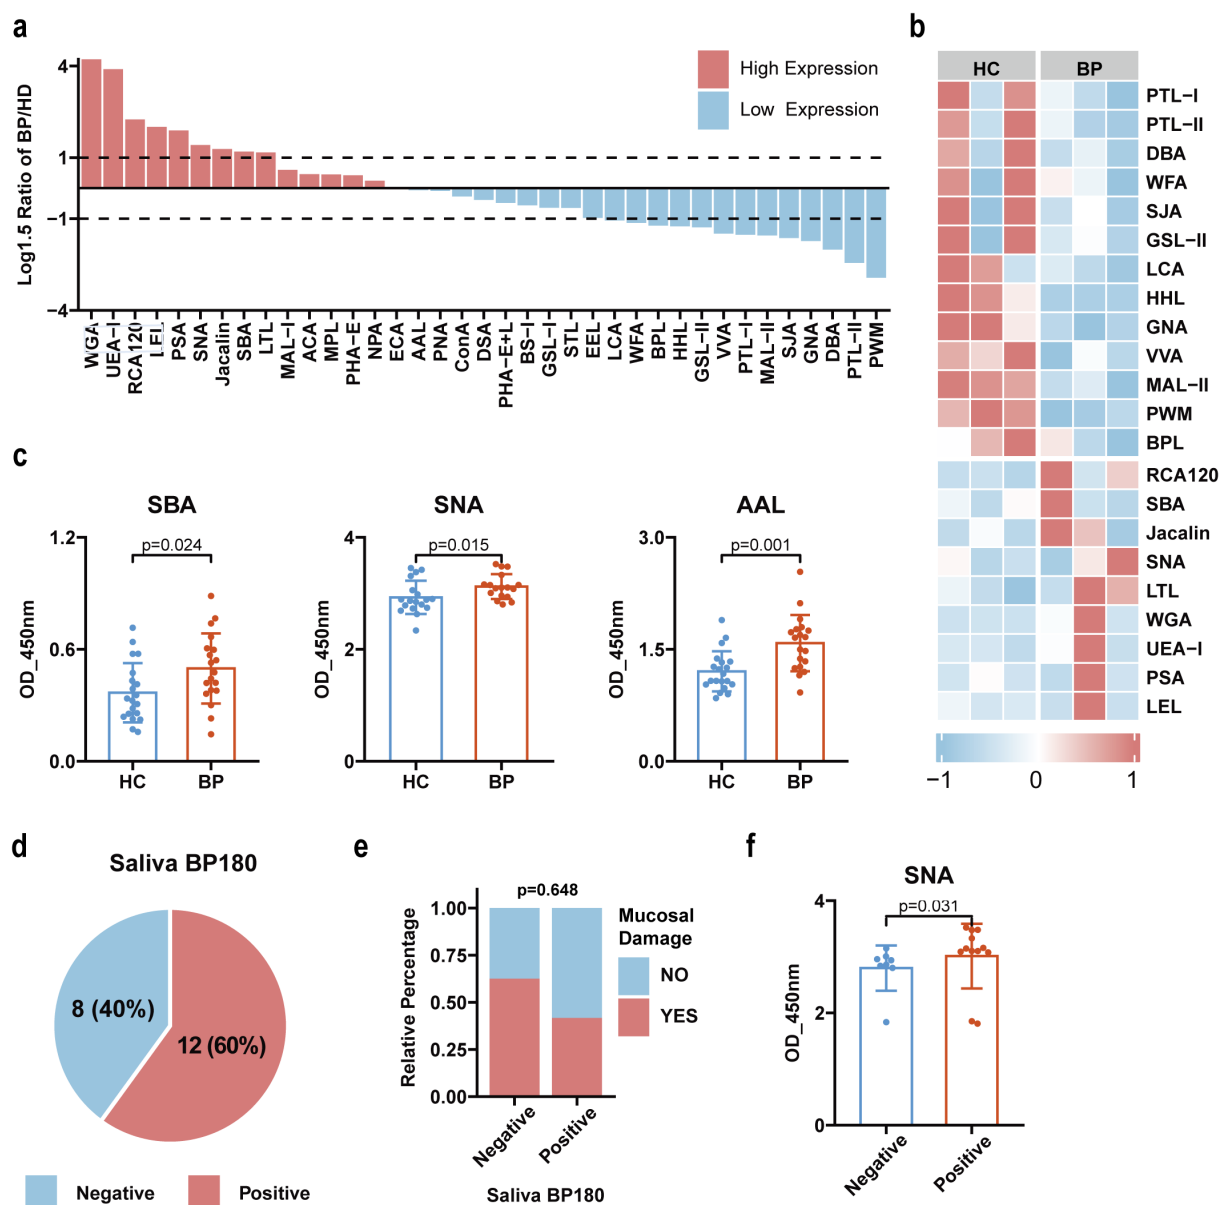 a
Log1.5 Ratio of BP/HD
4
1
−1
−4
High Expression
Low Expression
WGA
UEA−I
RCA120
LEL
PSA
SNA
Jacalin
SBA
LTL
MAL−I
ACA
MPL
PHA−E
NPA
ECA
AAL
PNA
ConA
DSA
PHA−E+L
BS−I
GSL−I
STL
EEL
LCA
WFA
BPL
HHL
GSL−II
VVA
PTL−I
MAL−II
SJA
GNA
DBA
PTL−II
PWM
b
HC BP
PTL−I
PTL−II
DBA
WFA
SJA
GSL−II
LCA
HHL
GNA
VVA
MAL−II
PWM
BPL
RCA120
SBA
Jacalin
SNA
LTL
WGA
UEA−I
PSA
LEL
−1 0 1
c
SBA
p=0.024
OD_450nm
1.2
0.6
0.0
HC BP
SNA
p=0.015
OD_450nm
4
2
0
HC BP
AAL
p=0.001
OD_450nm
3.0
1.5
0.0
HC BP
d
Saliva BP180
8 (40%)
12 (60%)
Negative Positive
e
p=0.648
Relative Percentage
1.00
0.75
0.50
0.25
0.00
Negative
Positive
Saliva BP180
Mucosal
Damage
NO
YES
f
SNA
p=0.031
OD_450nm
4
2
0
Negative
Positive